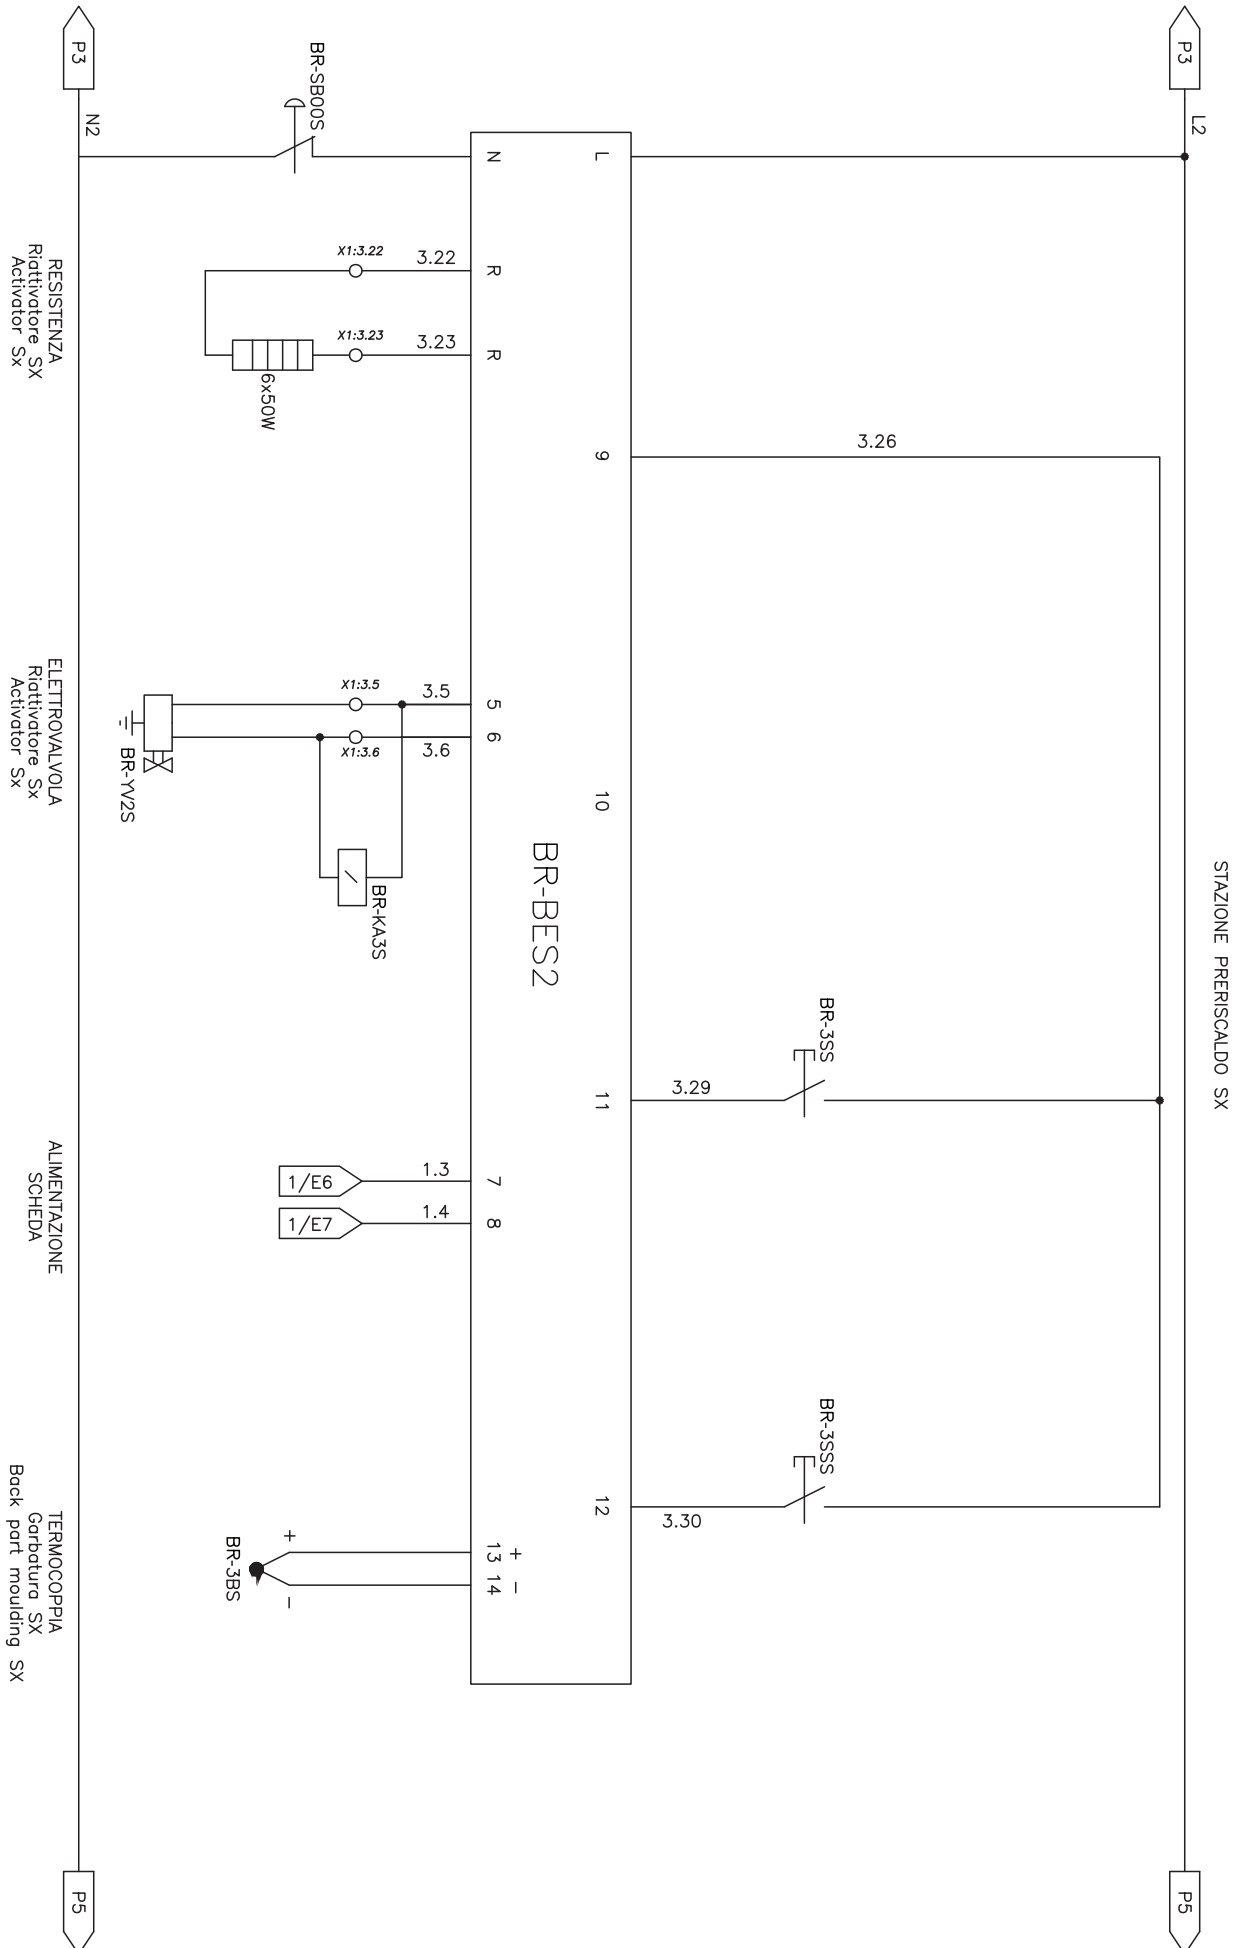 P3
L2
STAZIONE PRERISCALDO SX
P5
3.26
BR-3SS
3.29
BR-3SSS
3.30
L
9
10
11
12
BR-BES2
N
R
R
5
6
7
8
+
-
13
14
BR-SB00S
3.22
X1:3.22
3.23
X1:3.23
6x50W
3.5
X1:3.5
3.6
X1:3.6
BR-KA3S
BR-YV2S
1.3
1/E6
1.4
1/E7
+
-
BR-3BS
P3
N2
P5
RESISTENZA
Riattivatore SX
Activator Sx
ELETTROVALVOLA
Riattivatore Sx
Activator Sx
ALIMENTAZIONE
SCHEDA
TERMOCOPPIA
Garbatura SX
Back part moulding SX